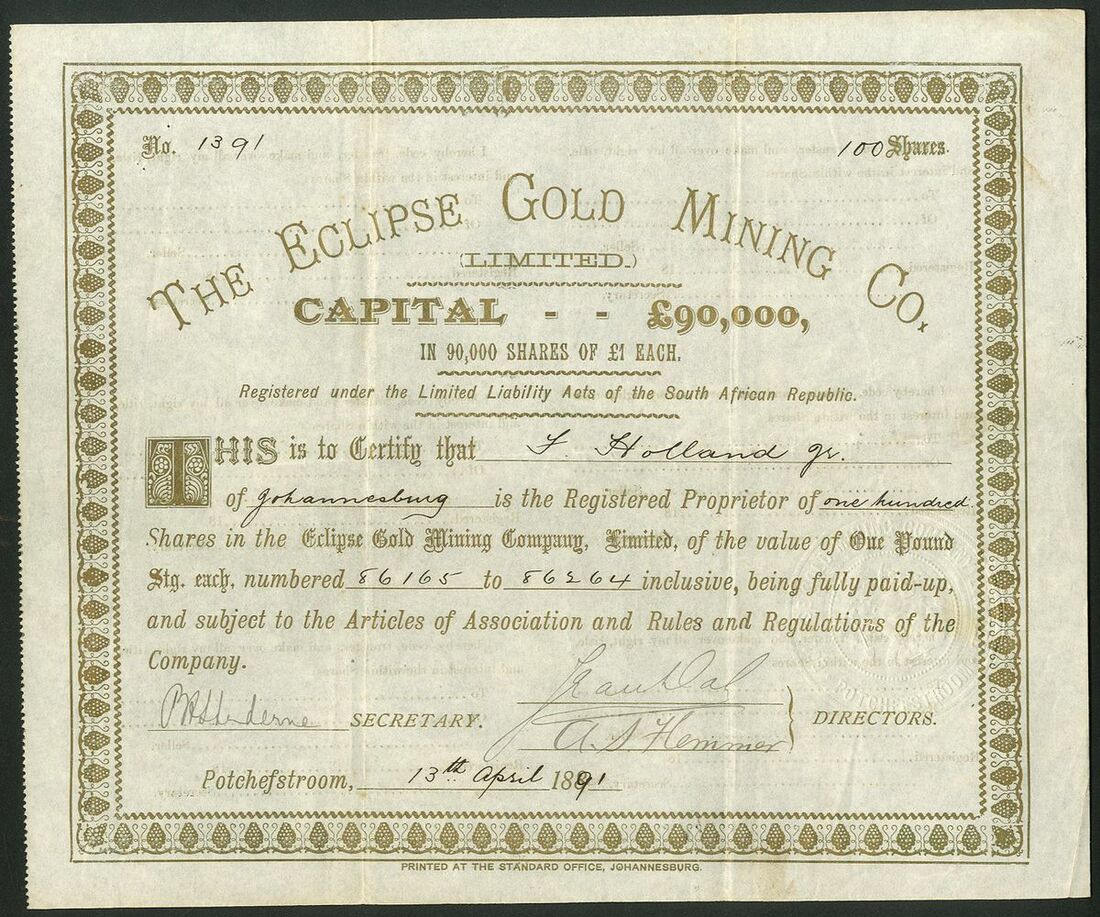 No. 1391 100 Shares.
THE ECLIPSE GOLD MINING CO.
(LIMITED.)
CAPITAL - - £90,000,
IN 90,000 SHARES OF £1 EACH.
Registered under the Limited Liability Acts of the South African Republic.
THIS is to Certify that F. Holland Jr.
of Johannesburg is the Registered Proprietor of one hundred
Shares in the Eclipse Gold Mining Company, Limited, of the value of One Pound
Stg. each, numbered 86165 to 86264 inclusive, being fully paid-up,
and subject to the Articles of Association and Rules and Regulations of the
Company.
SECRETARY.
A. S. Hemmer
DIRECTORS.
Potchefstroom, 13th April 1891
PRINTED AT THE STANDARD OFFICE, JOHANNESBURG.
POTCHEFSTROOM